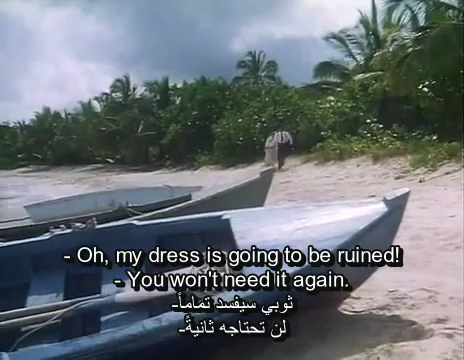 - Oh, my dress is going to be ruined!
- You won't need it again.
ثوبي سيفسد تماماً-
لن تحتاجه ثانيةً-